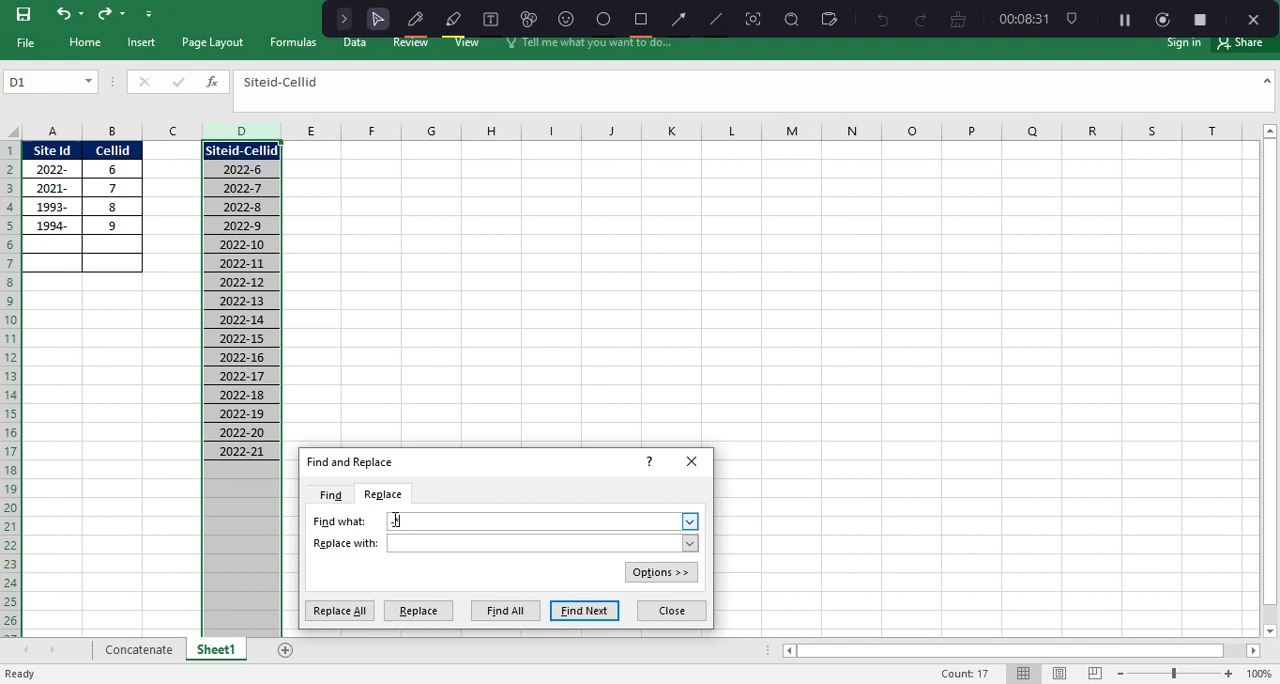 00:08:31
File Home Insert Page Layout Formulas Data Review View Tell me what you want to do... Sign in Share
D1 fx Siteid-Cellid
A B C D E F G H I J K L M N O P Q R S T
1 Site Id Cellid Siteid-Cellid
2 2022- 6 2022-6
3 2021- 7 2022-7
4 1993- 8 2022-8
5 1994- 9 2022-9
6 2022-10
7 2022-11
8 2022-12
9 2022-13
10 2022-14
11 2022-15
12 2022-16
13 2022-17
14 2022-18
15 2022-19
16 2022-20
17 2022-21
18
19
20
21
22
23
24
25
26
Find and Replace ?
Find Replace
Find what:
Replace with:
Options >>
Replace All Replace Find All Find Next Close
Concatenate Sheet1
Ready Count: 17 100%